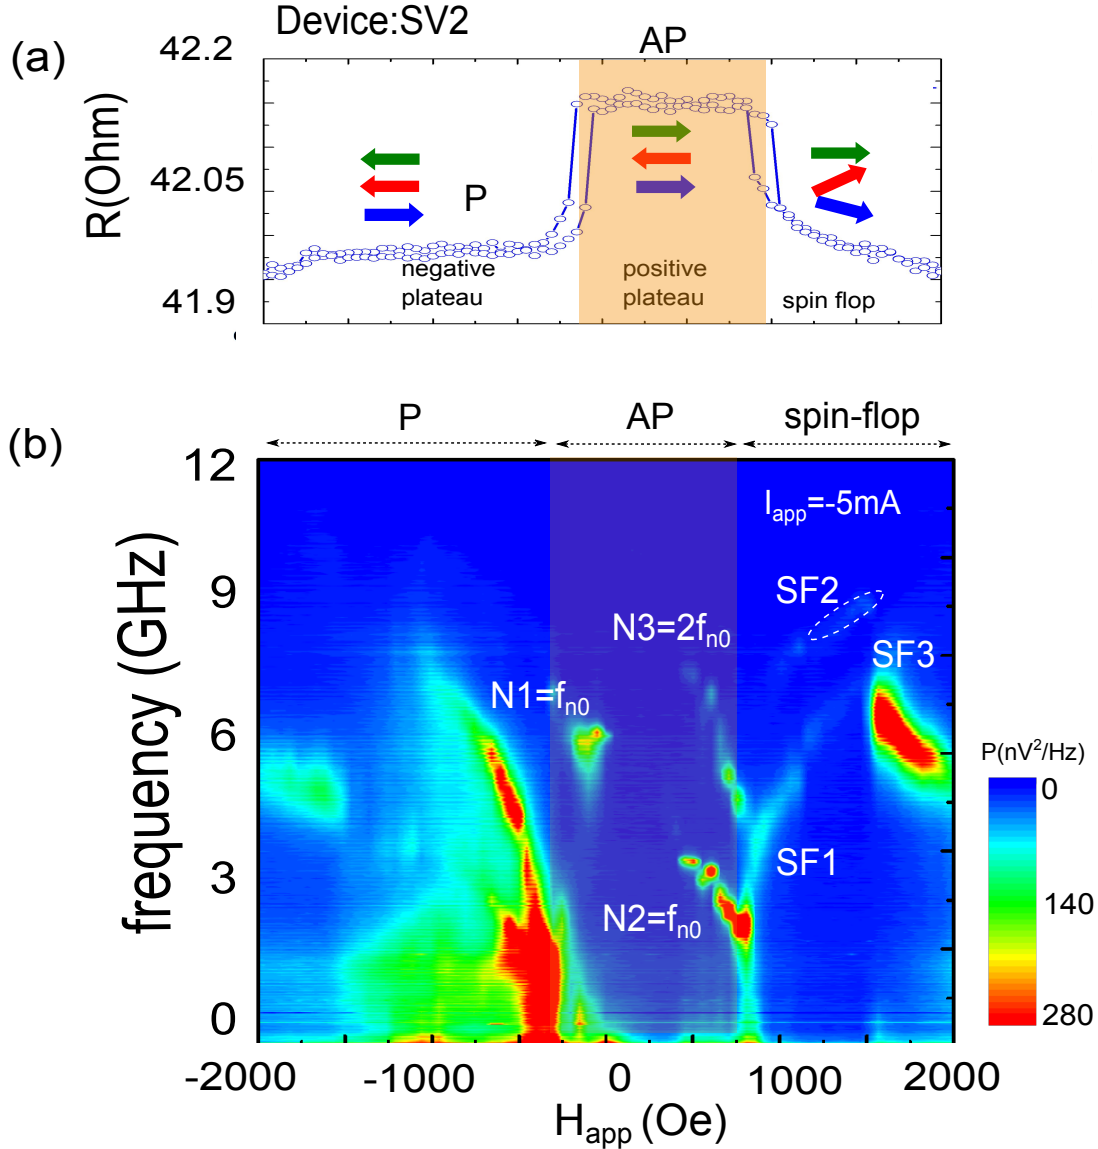 Device:SV2
(a)
AP
42.2
42.05
41.9
R(Ohm)
P
negative
plateau
positive
plateau
spin flop
(b)
P
AP
spin-flop
12
9
6
3
0
frequency (GHz)
I_app=-5mA
SF2
N3=2f_n0
SF3
N1=f_n0
SF1
N2=f_n0
P(nV²/Hz)
0
140
280
-2000
-1000
0
1000
2000
H_app (Oe)